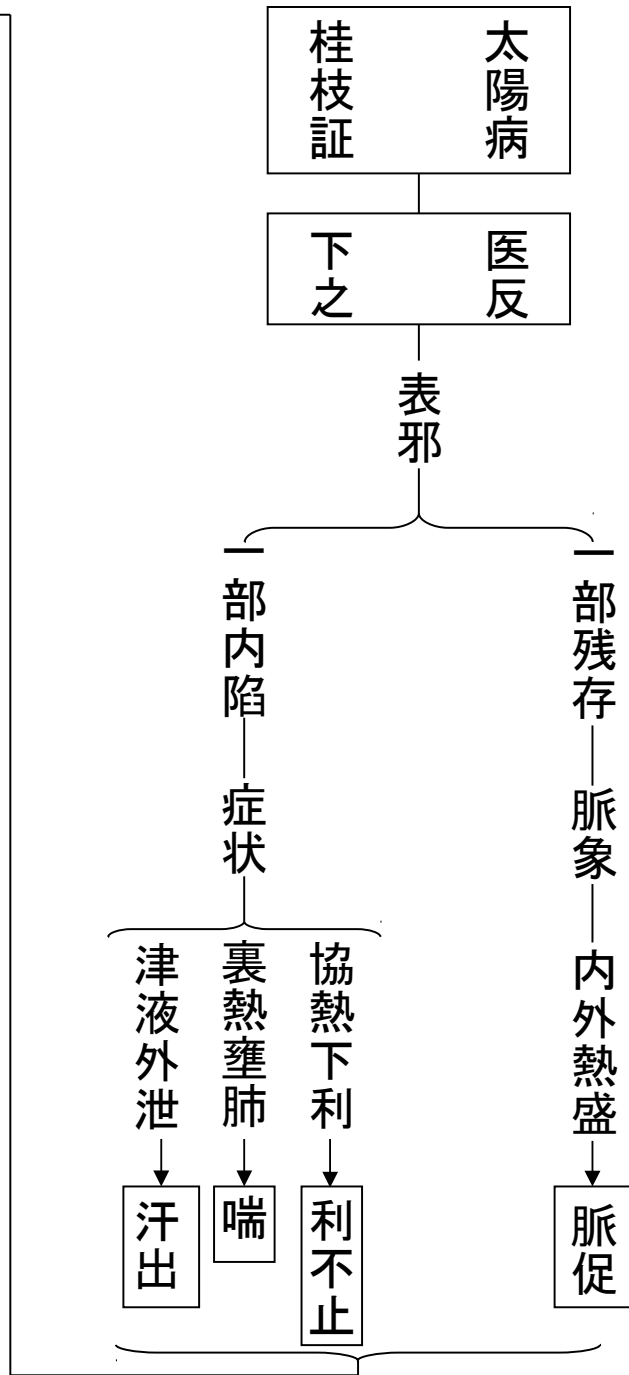 太陽病
桂枝証
医反
下之
表邪
一部残存
脈象
内外熱盛
脈促
一部内陥
症状
協熱下利
利不止
裏熱壅肺
喘
津液外泄
汗出